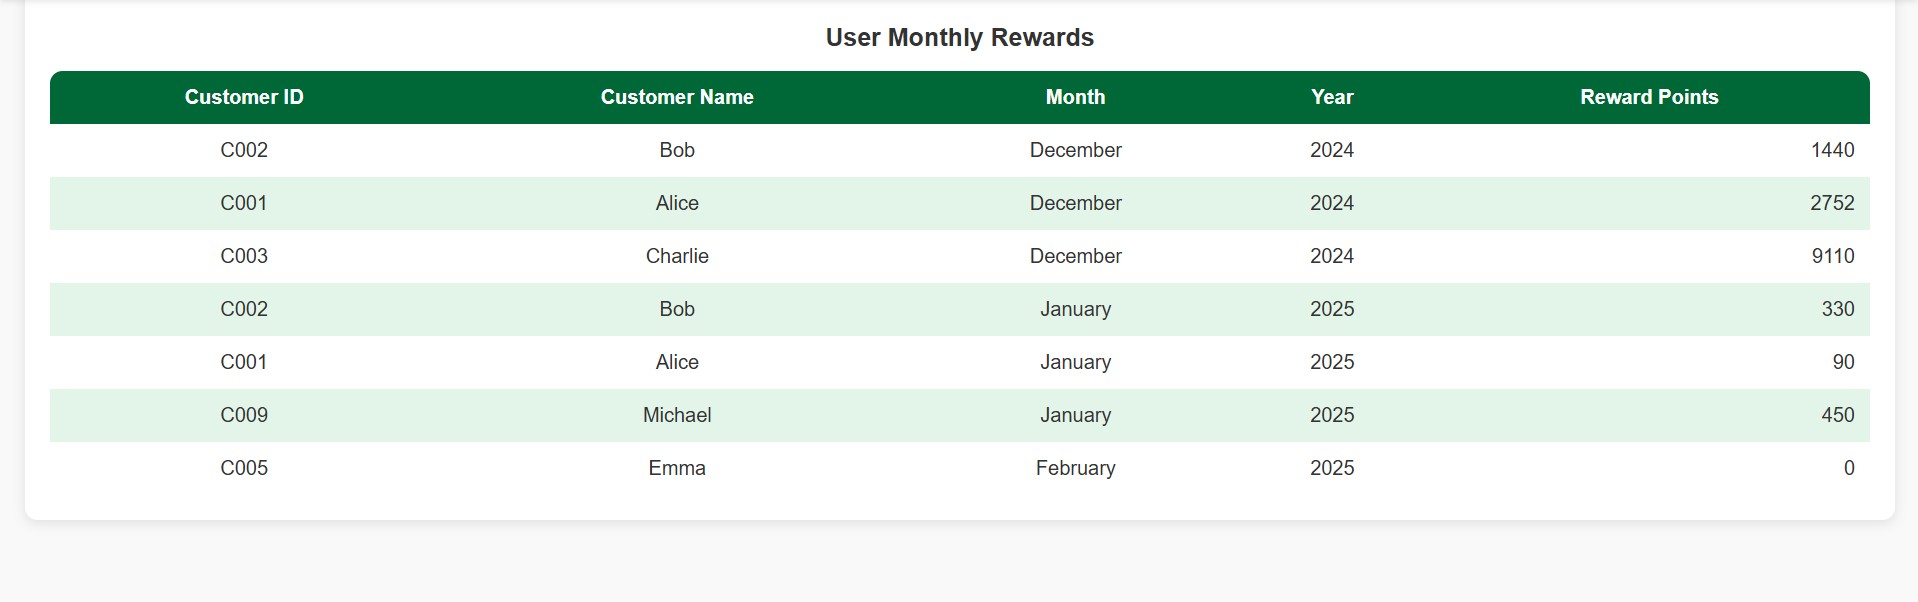 User Monthly Rewards
Customer ID Customer Name Month Year Reward Points
C002 Bob December 2024 1440
C001 Alice December 2024 2752
C003 Charlie December 2024 9110
C002 Bob January 2025 330
C001 Alice January 2025 90
C009 Michael January 2025 450
C005 Emma February 2025 0